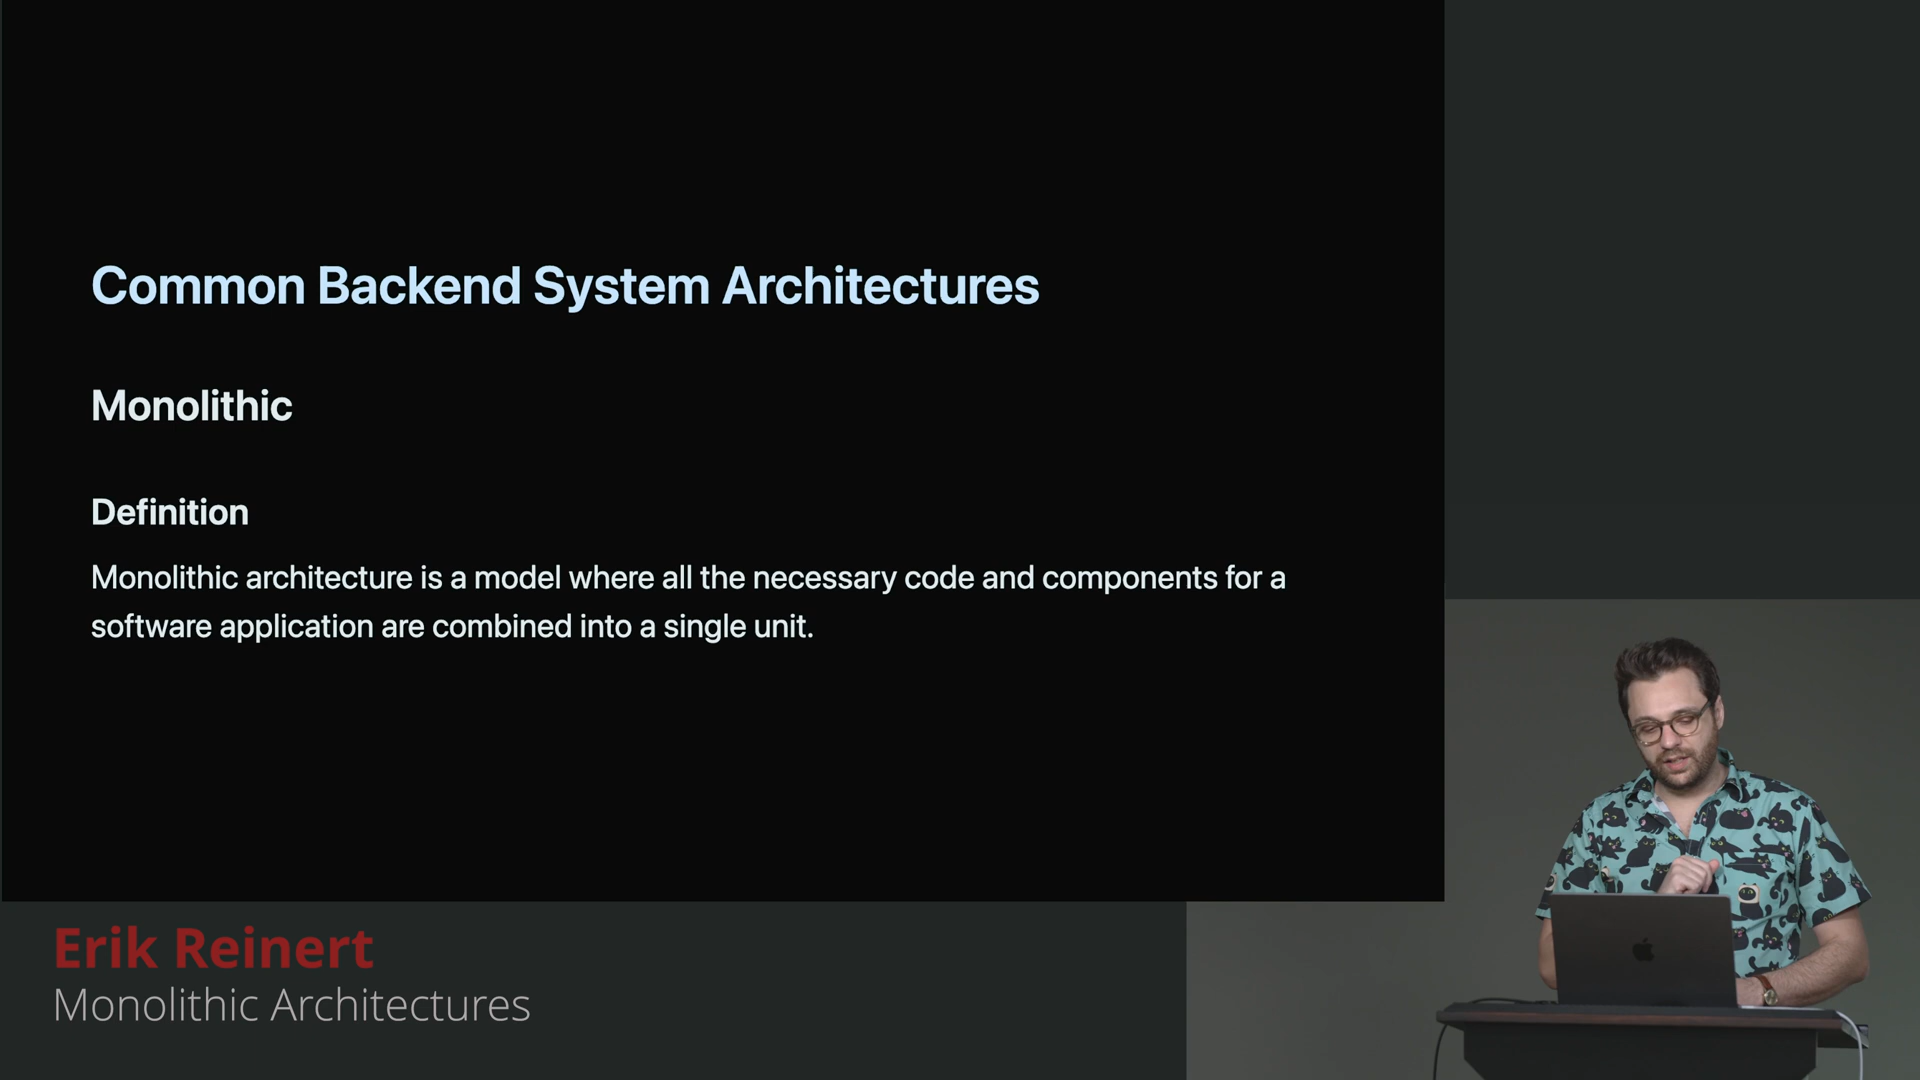 Common Backend System Architectures
Monolithic
Definition
Monolithic architecture is a model where all the necessary code and components for a
software application are combined into a single unit.
Erik Reinert
Monolithic Architectures